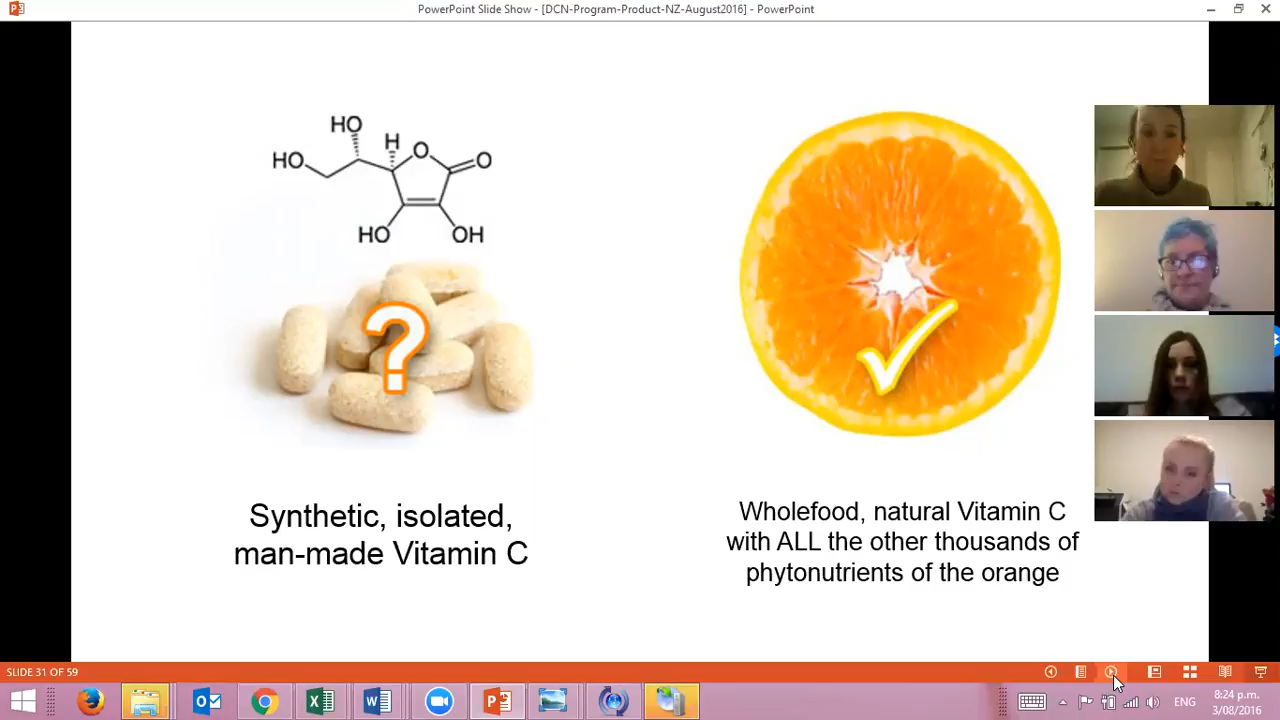 PowerPoint Slide Show - [DCN-Program-Product-NZ-August2016] - PowerPoint
HO
H
O
HO
O
HO
OH
?
Synthetic, isolated,
man-made Vitamin C
Wholefood, natural Vitamin C
with ALL the other thousands of
phytonutrients of the orange
SLIDE 31 OF 59
ENG
8:24 p.m.
3/08/2016